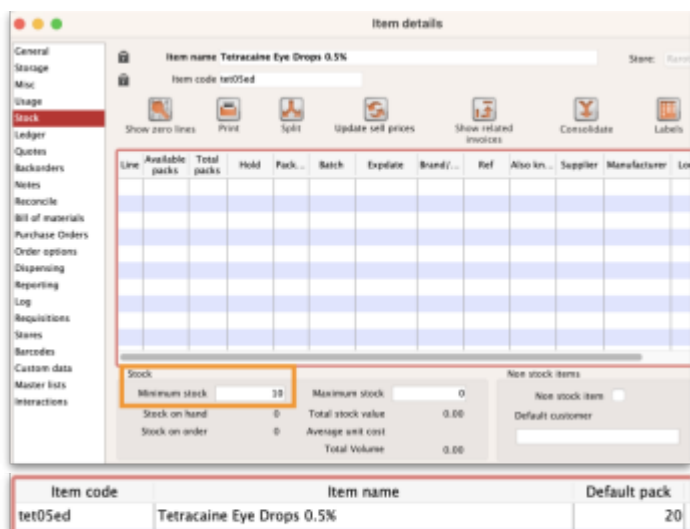 Item details
General
Storage
Misc
Usage
Stock
Ledger
Quotes
Backorders
Notes
Reconcile
Bill of materials
Purchase Orders
Order options
Dispensing
Reporting
Log
Requisitions
Stores
Barcodes
Custom data
Master lists
Interactions
Item name Tetracaine Eye Drops 0.5%
Store:
Item code tet05ed
Show zero lines Print Split Update sell prices Show related invoices Consolidate Labels
Line Available packs Total packs Hold Pack... Batch Expdate Brand/... Ref Also kn... Supplier Manufacturer Loc
Stock
Minimum stock 10 Maximum stock 0
Stock on hand 0 Total stock value 0.00
Stock on order 0 Average unit cost
Total Volume 0.00
Non stock items
Non stock item
Default customer
Item code Item name Default pack
tet05ed Tetracaine Eye Drops 0.5% 20